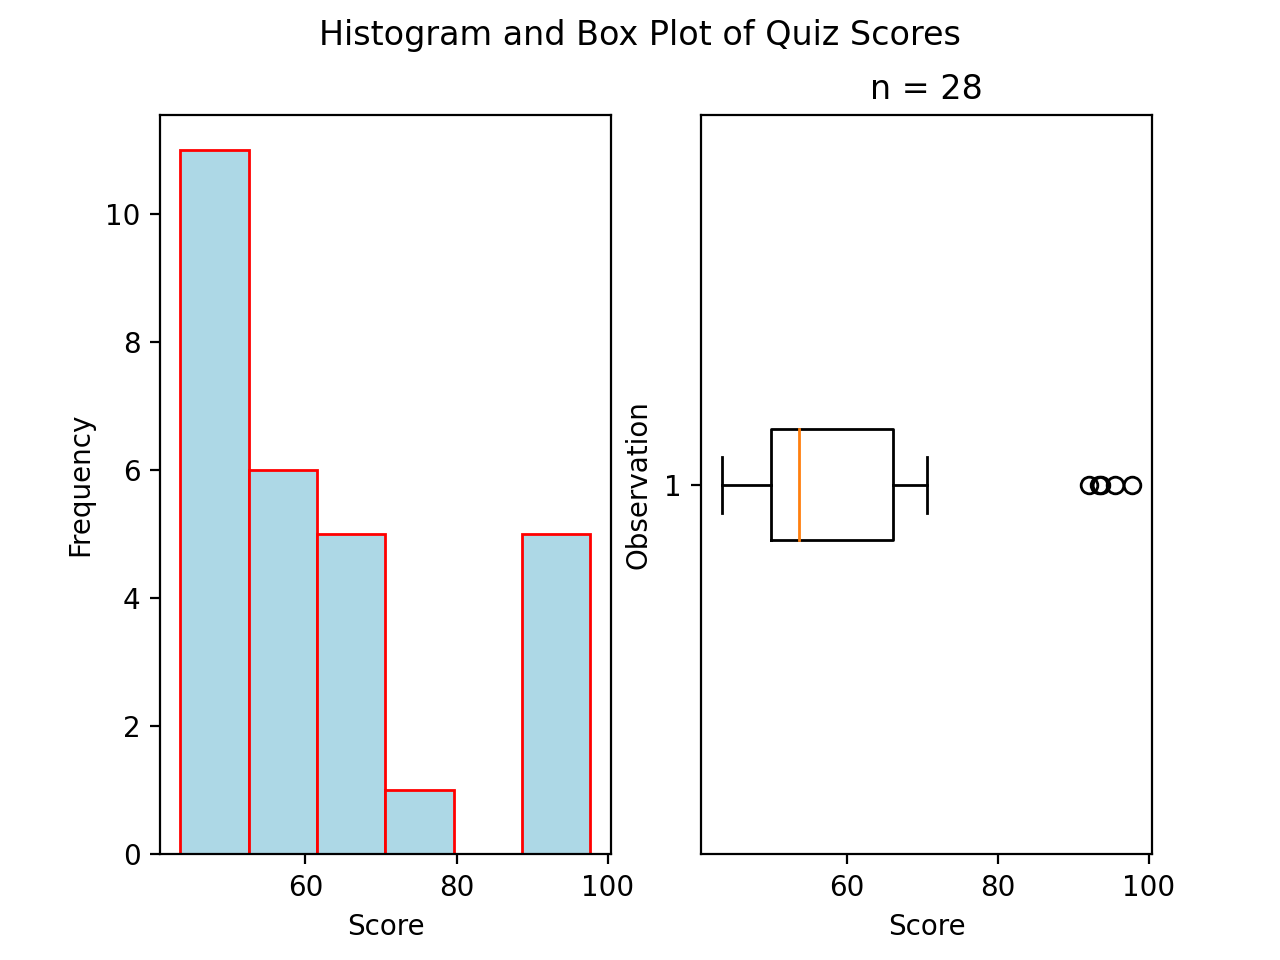 Histogram and Box Plot of Quiz Scores
Frequency
10
8
6
4
2
0
60 80 100
Score
n = 28
Observation
1
60 80 100
Score